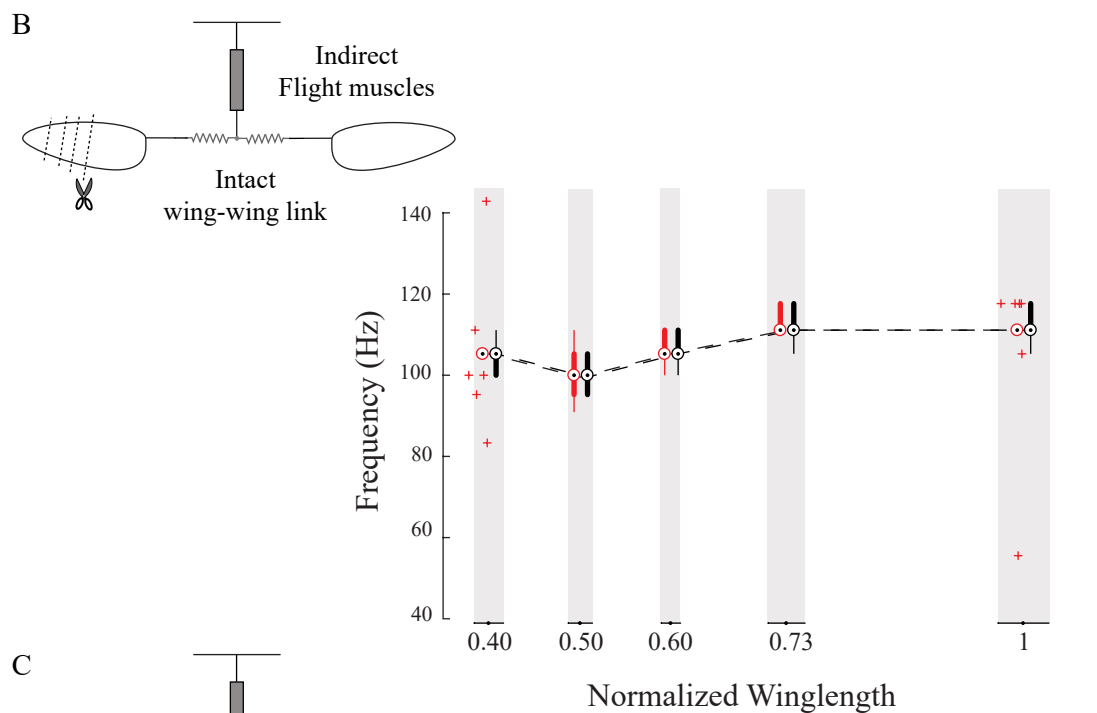 B
Indirect
Flight muscles
Intact
wing-wing link
140
120
100
80
60
40
Frequency (Hz)
0.40 0.50 0.60 0.73 1
Normalized Winglength
C